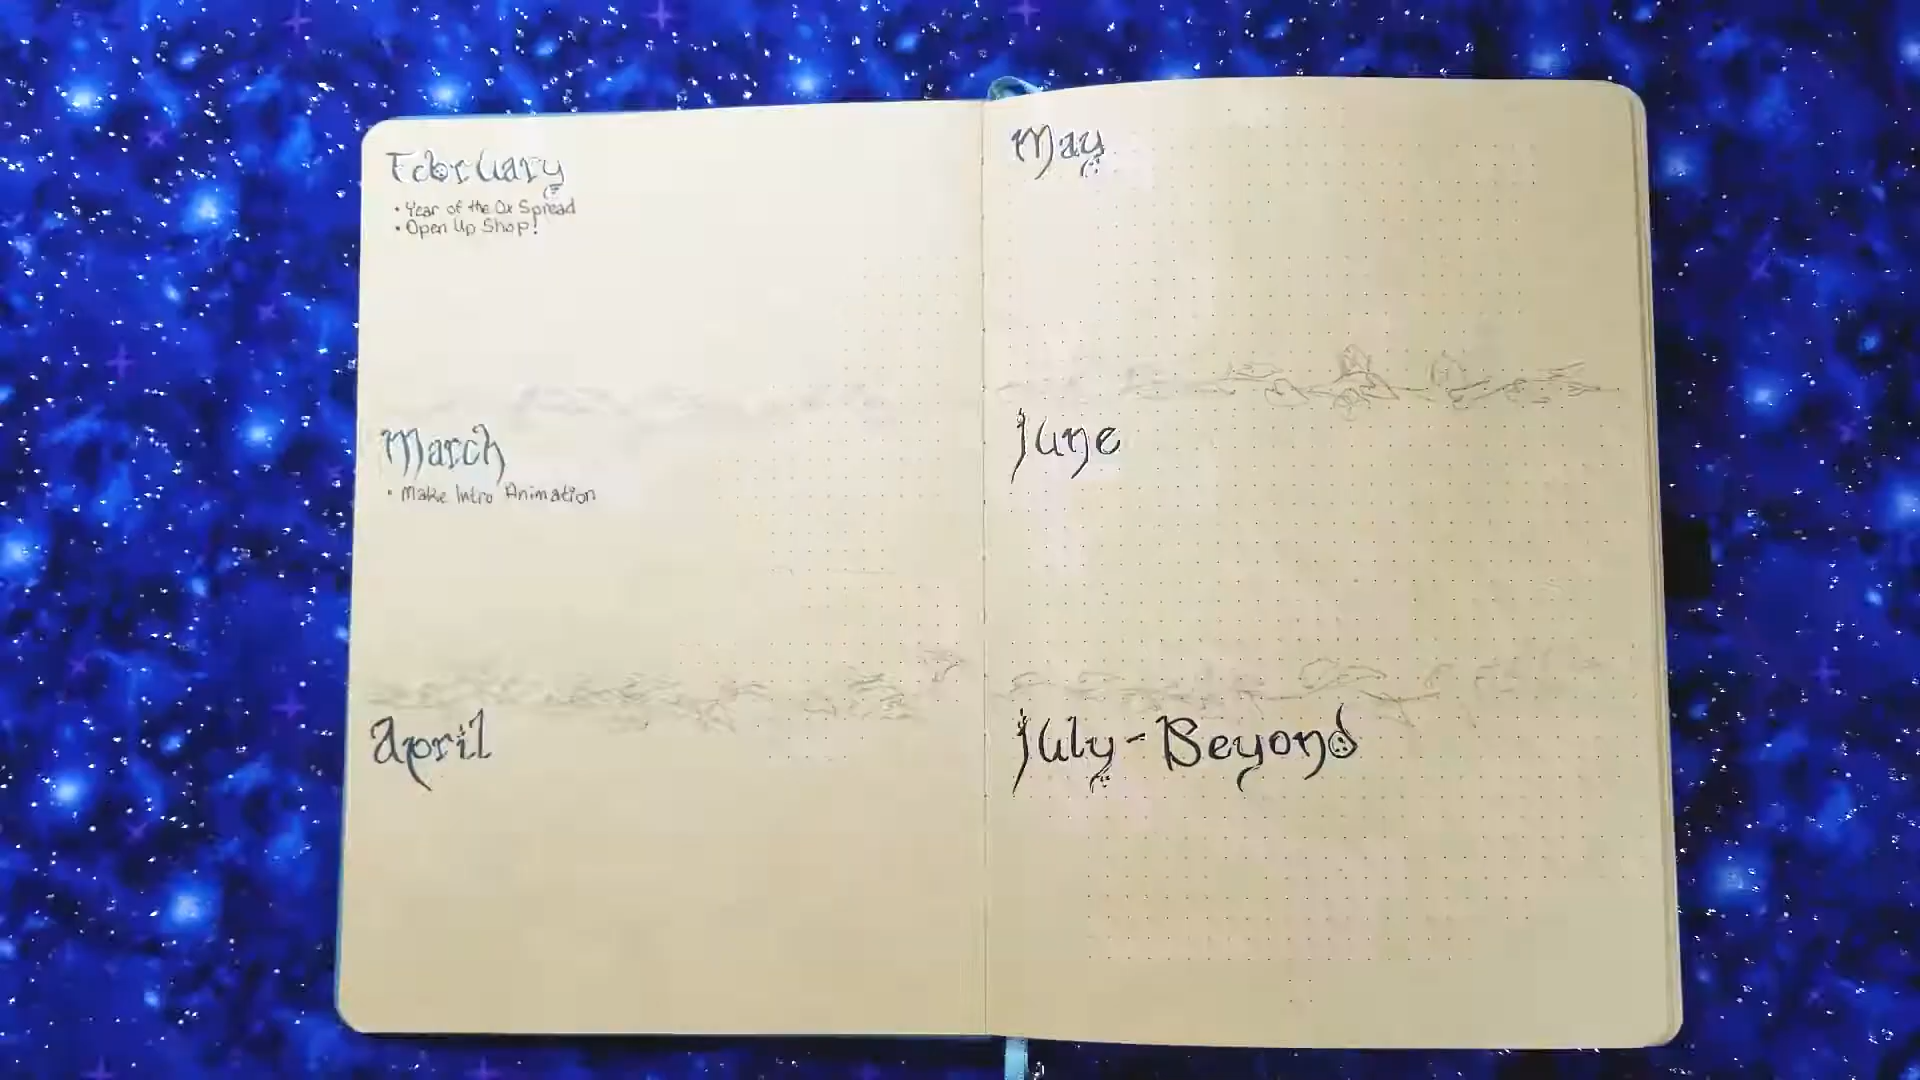 February
• Year of the Ox Spread
• Open Up Shop!
March
• Make Intro Animation
April
May
June
July - Beyond